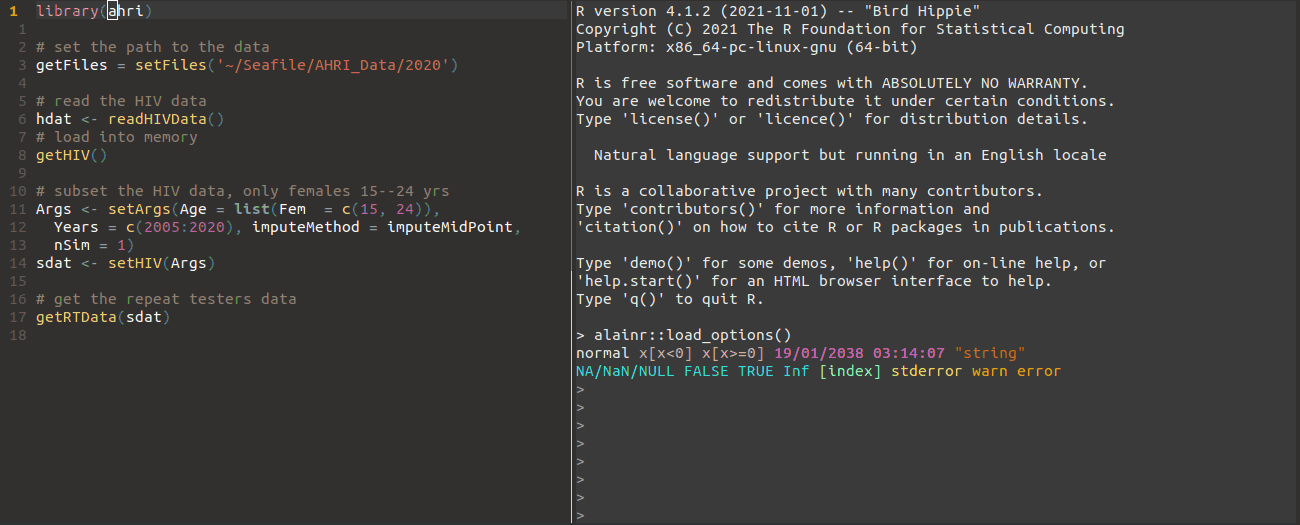 1 library(ahri)
1
2 # set the path to the data
3 getFiles = setFiles('~/Seafile/AHRI_Data/2020')
4
5 # read the HIV data
6 hdat <- readHIVData()
7 # load into memory
8 getHIV()
9
10 # subset the HIV data, only females 15--24 yrs
11 Args <- setArgs(Age = list(Fem  = c(15, 24)),
12   Years = c(2005:2020), imputeMethod = imputeMidPoint,
13   nSim = 1)
14 sdat <- setHIV(Args)
15
16 # get the repeat testers data
17 getRTData(sdat)
18
R version 4.1.2 (2021-11-01) -- "Bird Hippie"
Copyright (C) 2021 The R Foundation for Statistical Computing
Platform: x86_64-pc-linux-gnu (64-bit)
R is free software and comes with ABSOLUTELY NO WARRANTY.
You are welcome to redistribute it under certain conditions.
Type 'license()' or 'licence()' for distribution details.
  Natural language support but running in an English locale
R is a collaborative project with many contributors.
Type 'contributors()' for more information and
'citation()' on how to cite R or R packages in publications.
Type 'demo()' for some demos, 'help()' for on-line help, or
'help.start()' for an HTML browser interface to help.
Type 'q()' to quit R.
> alainr::load_options()
normal x[x<0] x[x>=0] 19/01/2038 03:14:07 "string"
NA/NaN/NULL FALSE TRUE Inf [index] stderror warn error
>
>
>
>
>
>
>
>